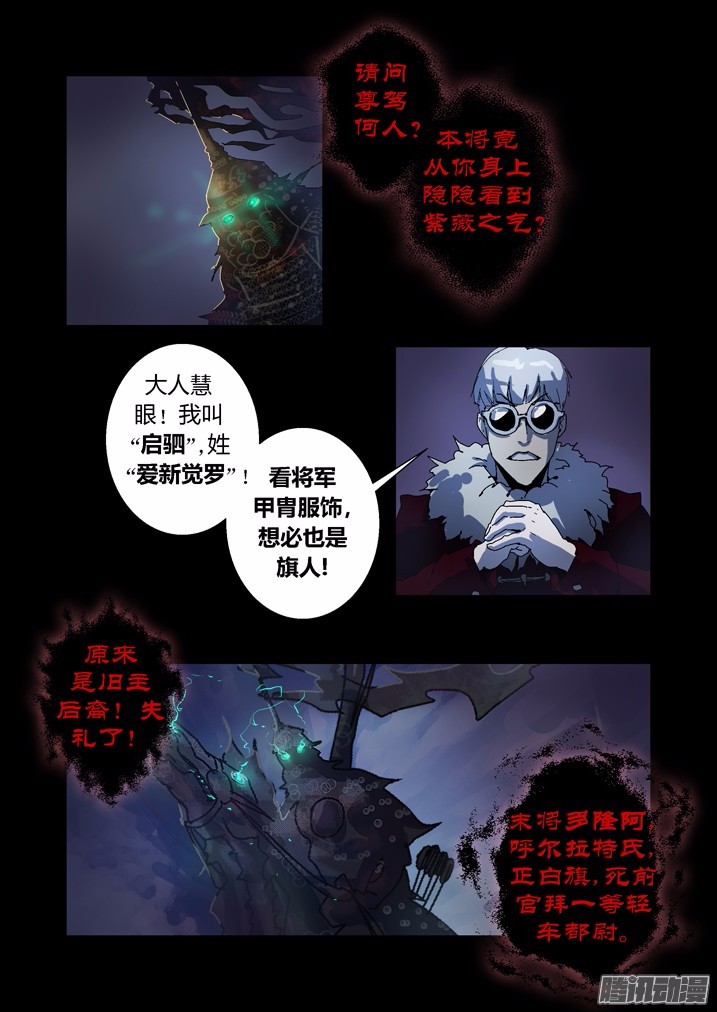 请问
尊驾
何人？
本将竟
从你身上
隐隐看到
紫薇之气？
大人慧
眼！我叫
“启驷”，姓
“爱新觉罗”！
看将军
甲胄服饰，
想必也是
旗人！
原来
是旧主
后裔！失
礼了！
末将多隆阿，
呼尔拉特氏，
正白旗，死前
官拜一等轻
车都尉。
腾讯动漫